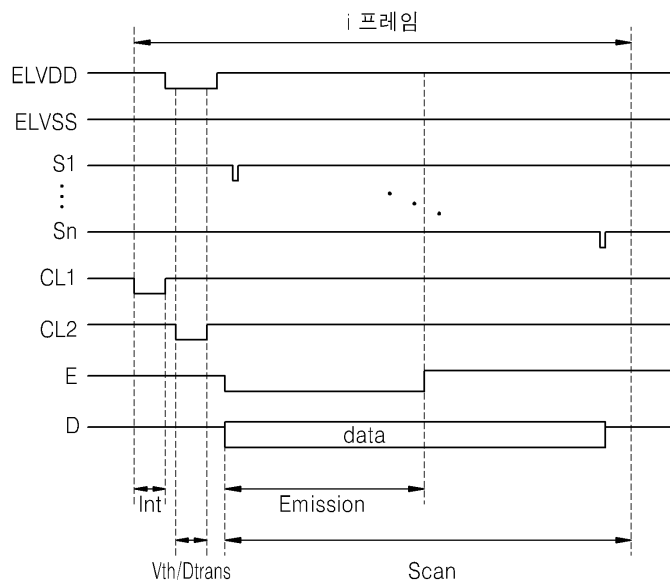 i 프레임
ELVDD
ELVSS
S1
⋮
Sn
CL1
CL2
E
D
data
Int
Emission
Vth/Dtrans
Scan